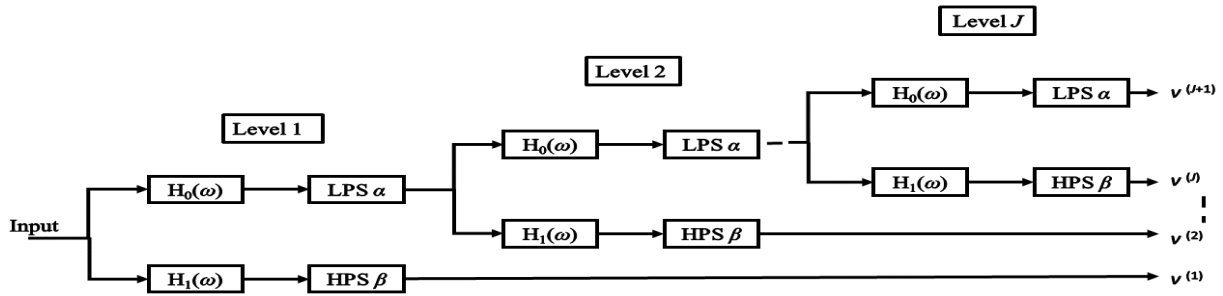 Level J
Level 2
H₀(ω) LPS α v⁽ᴶ⁺¹⁾
Level 1
H₀(ω) LPS α
H₀(ω) LPS α
H₁(ω) HPS β v⁽ᴶ⁾
Input
H₁(ω) HPS β v⁽²⁾
H₁(ω) HPS β v⁽¹⁾